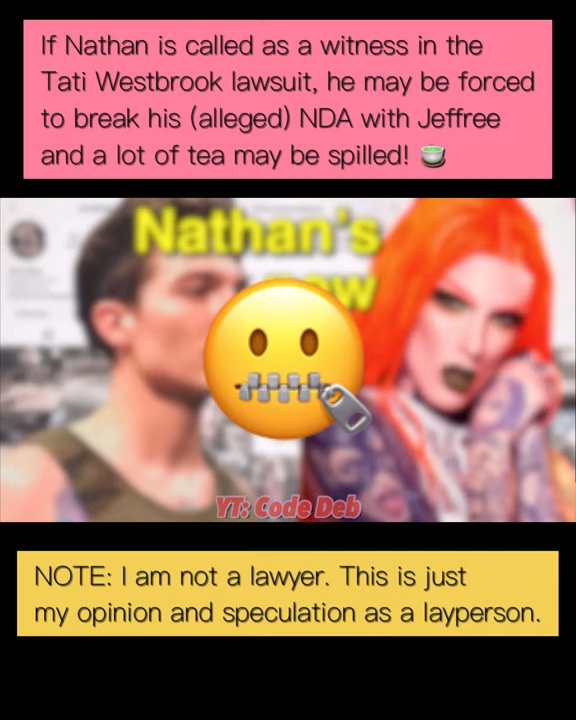 If Nathan is called as a witness in the
Tati Westbrook lawsuit, he may be forced
to break his (alleged) NDA with Jeffree
and a lot of tea may be spilled! 🍵
Nathan's
YT: Code Deb
NOTE: I am not a lawyer. This is just
my opinion and speculation as a layperson.